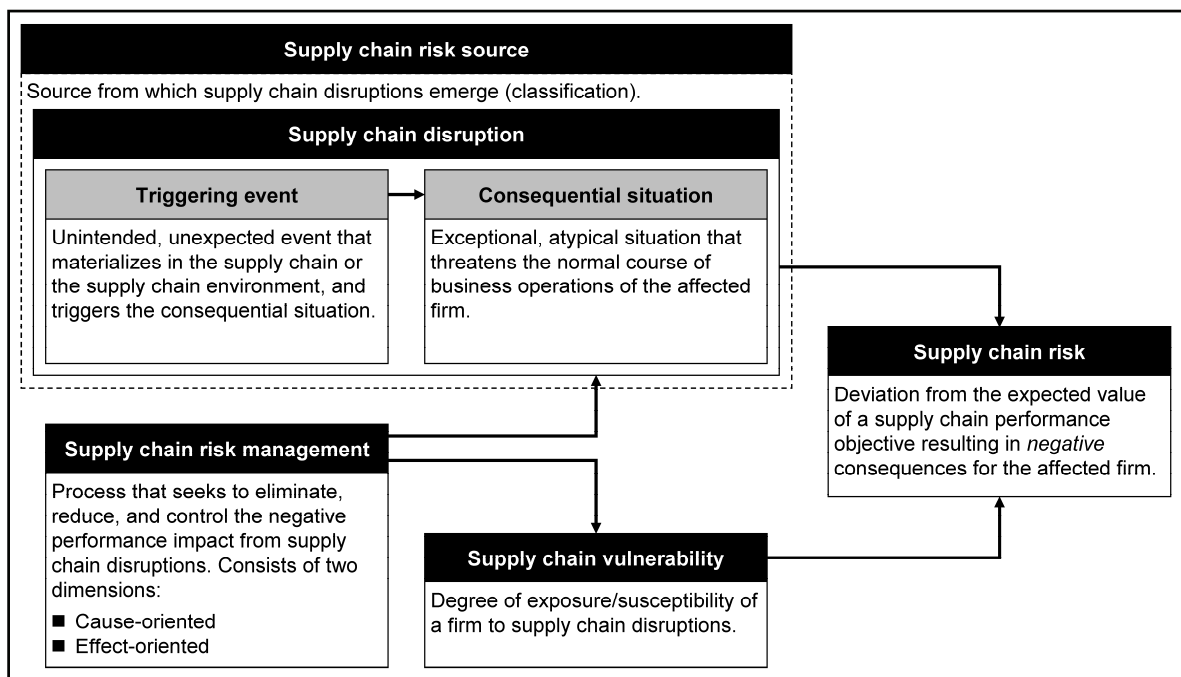 Supply chain risk source
Source from which supply chain disruptions emerge (classification).
Supply chain disruption
Triggering event
Unintended, unexpected event that
materializes in the supply chain or
the supply chain environment, and
triggers the consequential situation.
Consequential situation
Exceptional, atypical situation that
threatens the normal course of
business operations of the affected
firm.
Supply chain risk
Deviation from the expected value
of a supply chain performance
objective resulting in negative
consequences for the affected firm.
Supply chain risk management
Process that seeks to eliminate,
reduce, and control the negative
performance impact from supply
chain disruptions. Consists of two
dimensions:
■ Cause-oriented
■ Effect-oriented
Supply chain vulnerability
Degree of exposure/susceptibility of
a firm to supply chain disruptions.